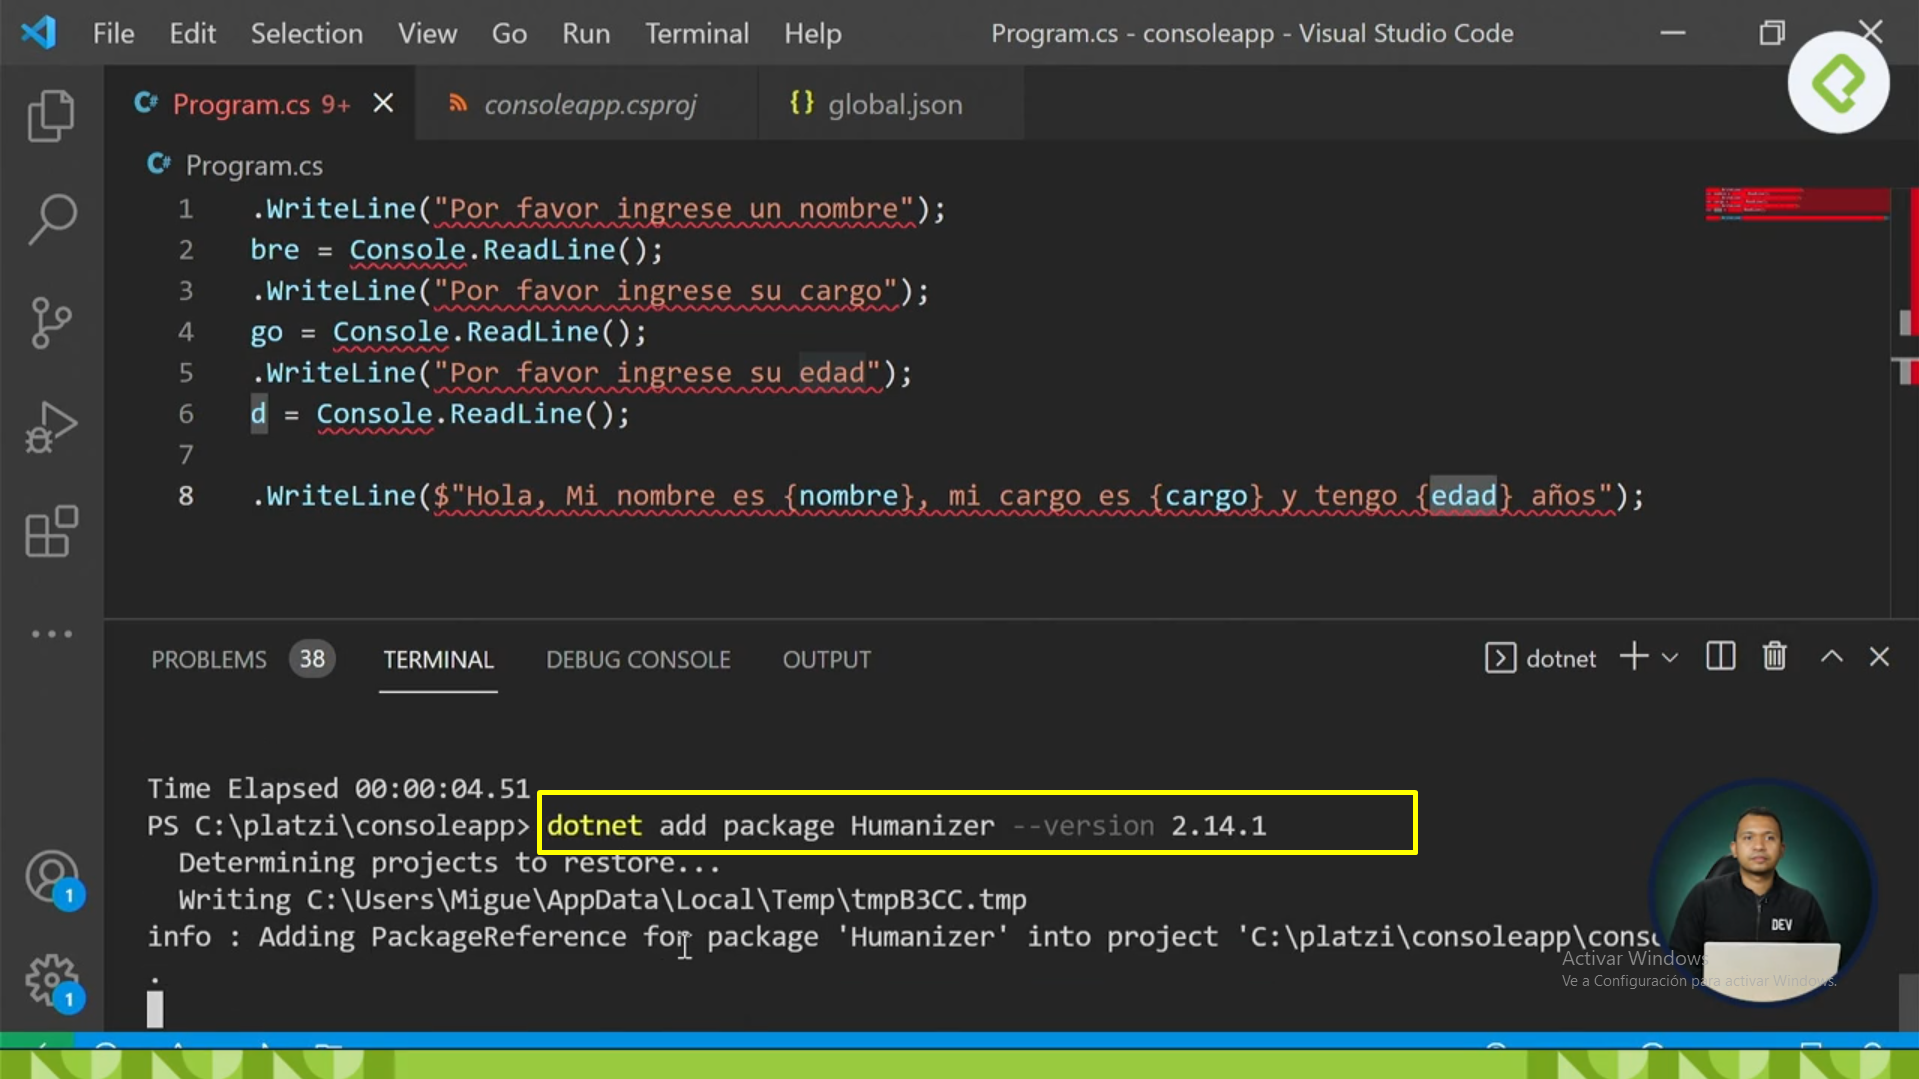 File Edit Selection View Go Run Terminal Help Program.cs - consoleapp - Visual Studio Code
C# Program.cs 9+ consoleapp.csproj {} global.json
C# Program.cs
1 .WriteLine("Por favor ingrese un nombre");
2 bre = Console.ReadLine();
3 .WriteLine("Por favor ingrese su cargo");
4 go = Console.ReadLine();
5 .WriteLine("Por favor ingrese su edad");
6 d = Console.ReadLine();
7
8 .WriteLine($"Hola, Mi nombre es {nombre}, mi cargo es {cargo} y tengo {edad} años");
PROBLEMS 38 TERMINAL DEBUG CONSOLE OUTPUT dotnet
Time Elapsed 00:00:04.51
PS C:\platzi\consoleapp> dotnet add package Humanizer --version 2.14.1
Determining projects to restore...
Writing C:\Users\Migue\AppData\Local\Temp\tmpB3CC.tmp
info : Adding PackageReference for package 'Humanizer' into project 'C:\platzi\consoleapp\conso
.
DEV
1
1
Activar Windows
Ve a Configuración para activar Windows.